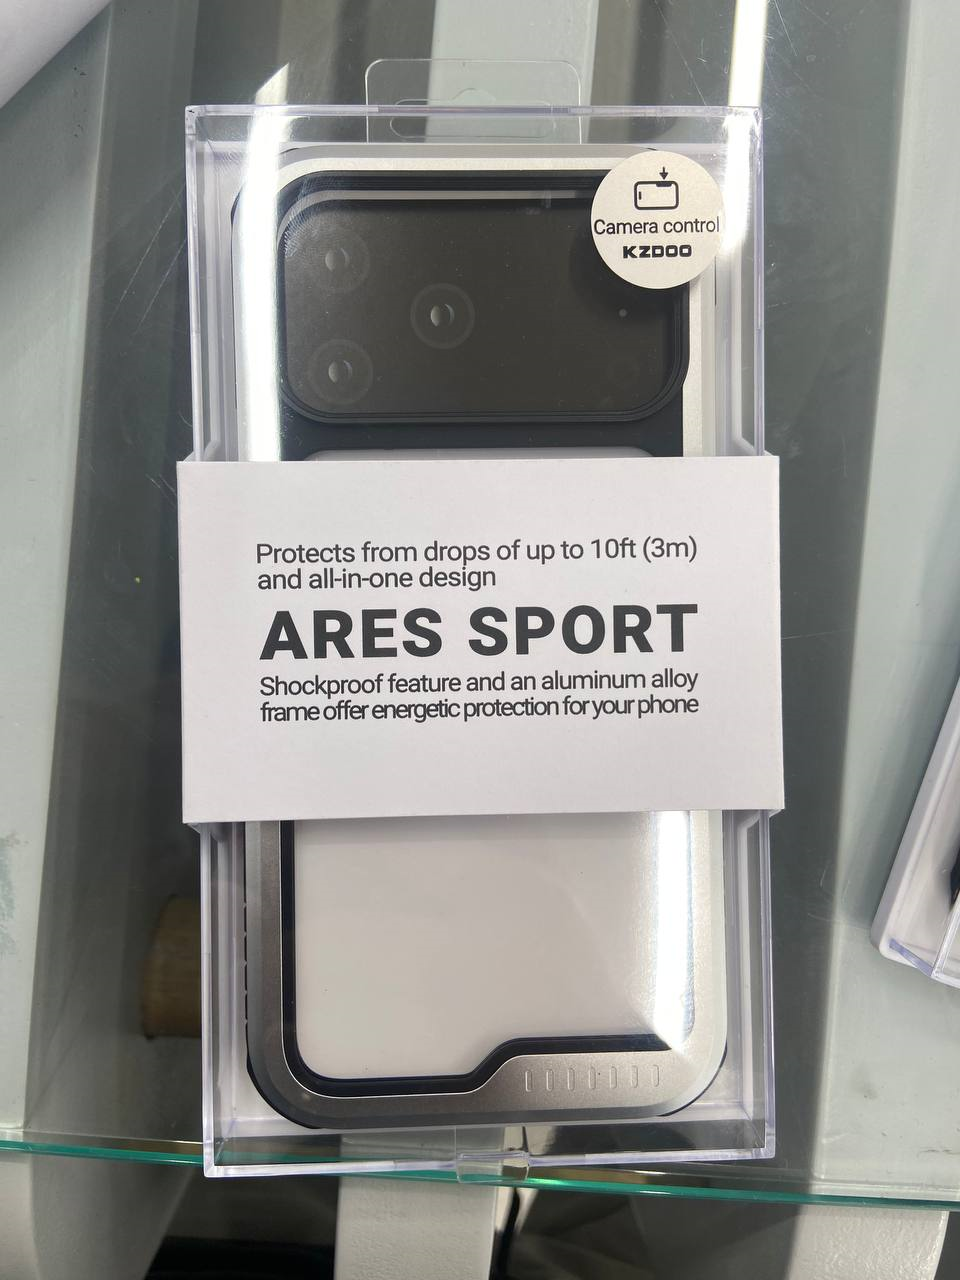 Camera control
KZDOO
Protects from drops of up to 10ft (3m)
and all-in-one design
ARES SPORT
Shockproof feature and an aluminum alloy
frame offer energetic protection for your phone